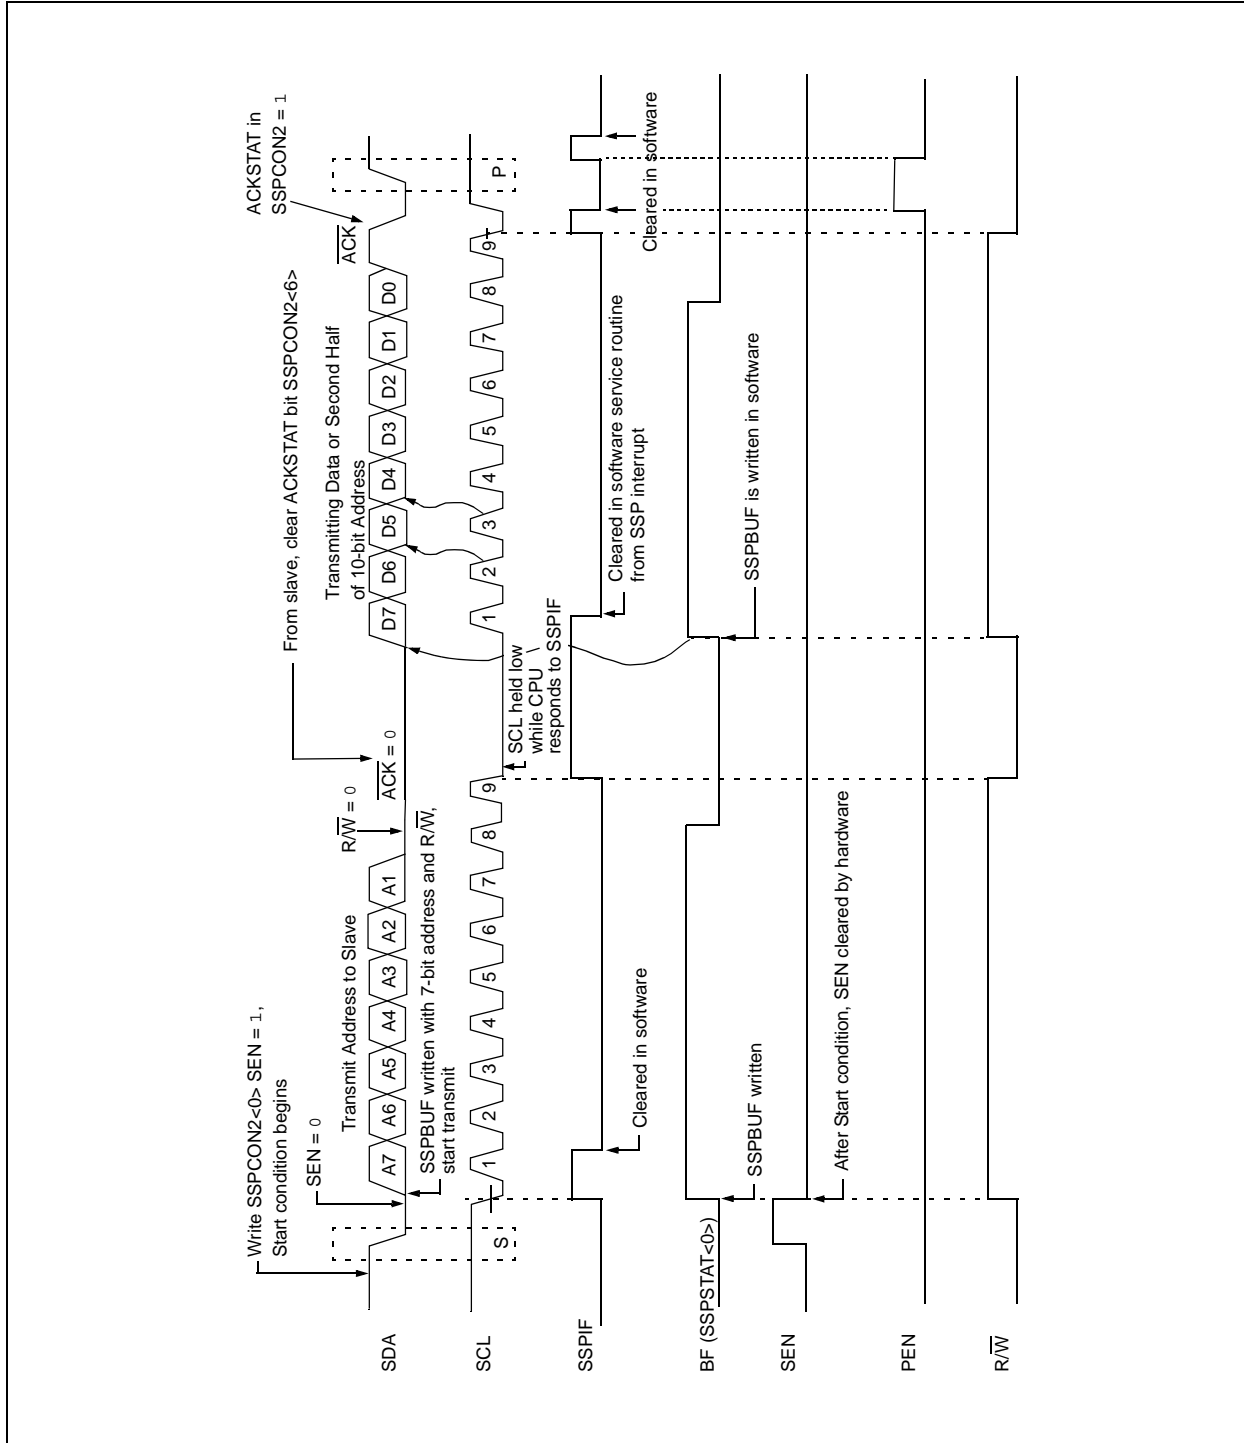 Write SSPCON2<0> SEN = 1,
Start condition begins
SEN = 0
Transmit Address to Slave
R/W = 0
ACK = 0
From slave, clear ACKSTAT bit SSPCON2<6>
Transmitting Data or Second Half
of 10-bit Address
ACK
ACKSTAT in
SSPCON2 = 1
SDA
A7 A6 A5 A4 A3 A2 A1
D7 D6 D5 D4 D3 D2 D1 D0
SSPBUF written with 7-bit address and R/W,
start transmit
SCL
S
1 2 3 4 5 6 7 8 9
1 2 3 4 5 6 7 8 9
P
SCL held low
while CPU
responds to SSPIF
SSPIF
Cleared in software
Cleared in software service routine
from SSP interrupt
Cleared in software
Cleared in software
BF (SSPSTAT<0>)
SSPBUF written
SSPBUF is written in software
SEN
After Start condition, SEN cleared by hardware
PEN
R/W